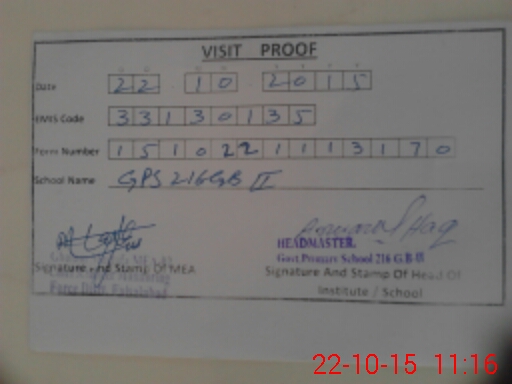 VISIT PROOF
Date 22 10 2015
EMIS Code 33130135
Form Number 15102211113170
School Name GPS 216GB II
HEADMASTER.
Govt.Primary School 216 G.B-II
Signature And Stamp Of MEA
Signature And Stamp Of Head Of
Institute / School
22-10-15 11:16